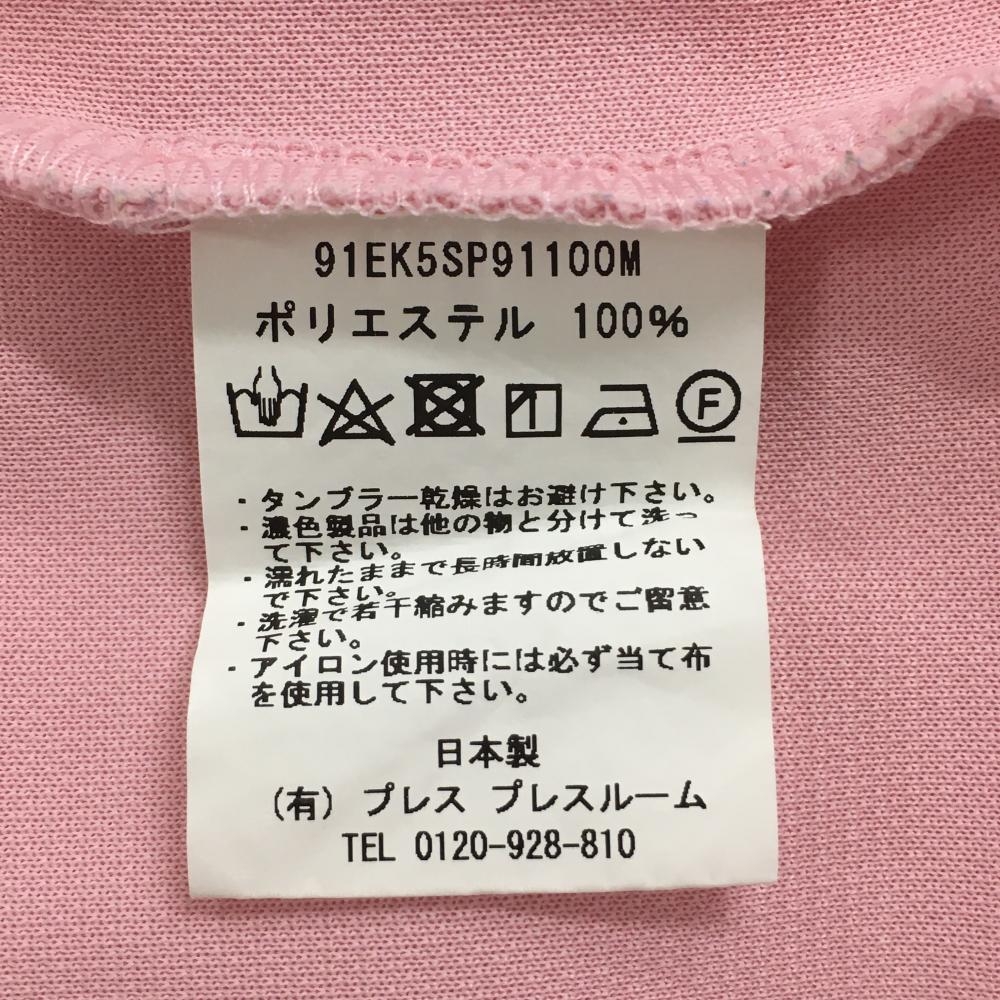 91EK5SP91100M
ポリエステル 100%
F
・タンブラー乾燥はお避け下さい。
・濃色製品は他の物と分けて洗っ
て下さい。
・濡れたままで長時間放置しない
で下さい。
・洗濯で若干縮みますのでご留意
下さい。
・アイロン使用時には必ず当て布
を使用して下さい。
日本製
(有) プレス プレスルーム
TEL 0120-928-810